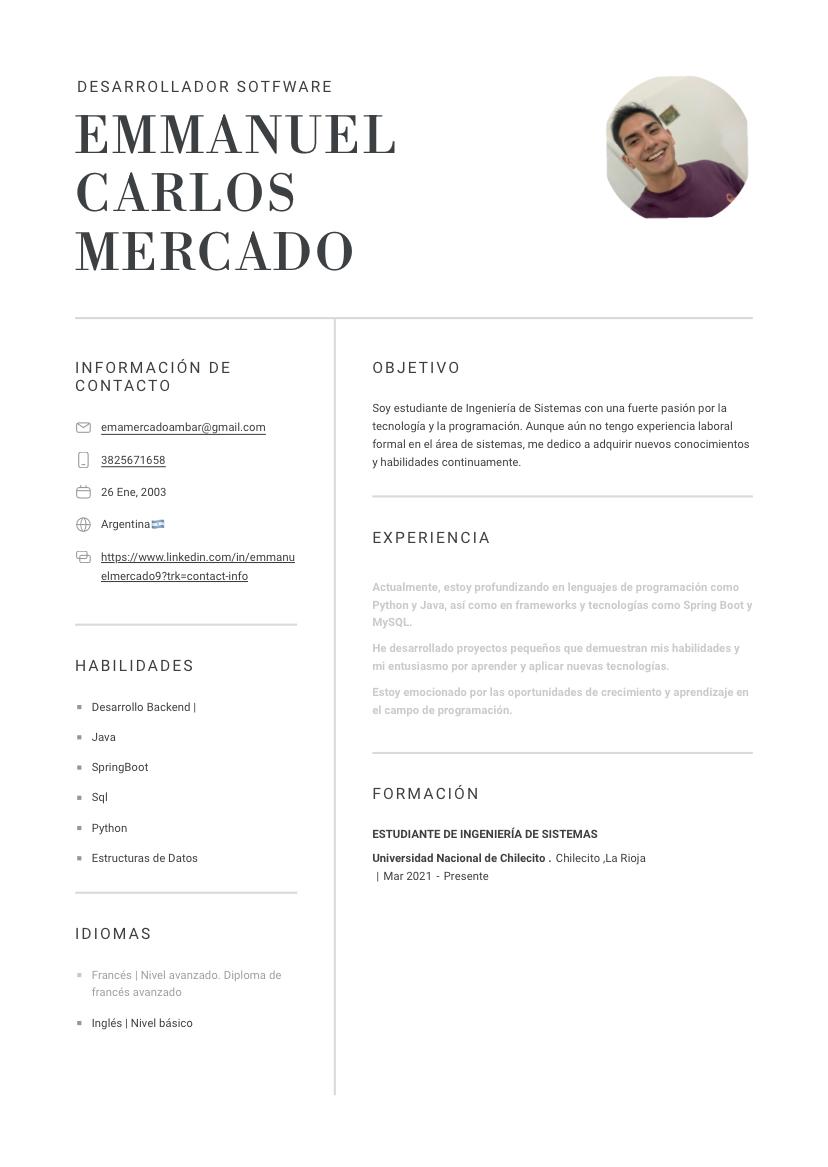 DESARROLLADOR SOTFWARE
EMMANUEL
CARLOS
MERCADO
INFORMACIÓN DE
CONTACTO
emamercadoambar@gmail.com
3825671658
26 Ene, 2003
Argentina🇦🇷
https://www.linkedin.com/in/emmanu
elmercado9?trk=contact-info
HABILIDADES
Desarrollo Backend |
Java
SpringBoot
Sql
Python
Estructuras de Datos
IDIOMAS
Francés | Nivel avanzado. Diploma de
francés avanzado
Inglés | Nivel básico
OBJETIVO
Soy estudiante de Ingeniería de Sistemas con una fuerte pasión por la
tecnología y la programación. Aunque aún no tengo experiencia laboral
formal en el área de sistemas, me dedico a adquirir nuevos conocimientos
y habilidades continuamente.
EXPERIENCIA
Actualmente, estoy profundizando en lenguajes de programación como
Python y Java, así como en frameworks y tecnologías como Spring Boot y
MySQL.
He desarrollado proyectos pequeños que demuestran mis habilidades y
mi entusiasmo por aprender y aplicar nuevas tecnologías.
Estoy emocionado por las oportunidades de crecimiento y aprendizaje en
el campo de programación.
FORMACIÓN
ESTUDIANTE DE INGENIERÍA DE SISTEMAS
Universidad Nacional de Chilecito . Chilecito ,La Rioja
| Mar 2021 - Presente